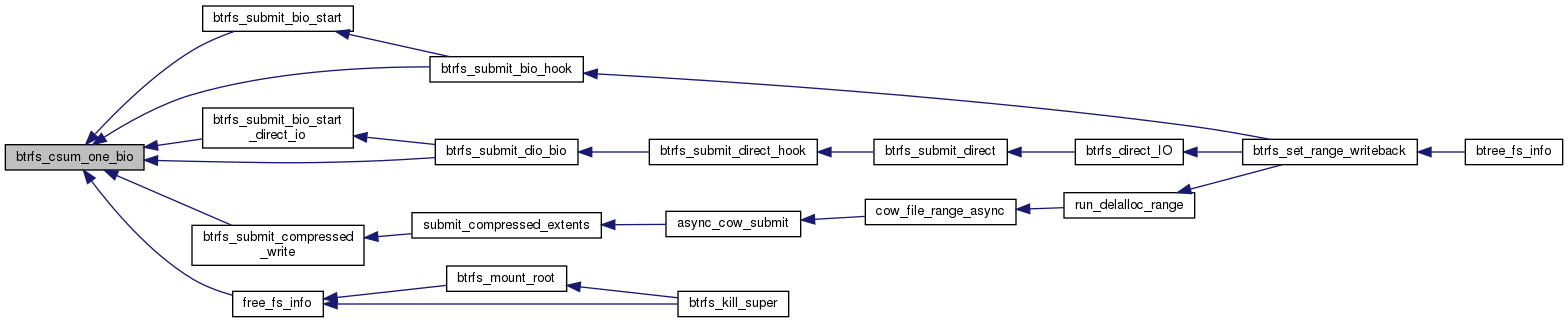 btrfs_submit_bio_start
btrfs_submit_bio_hook
btrfs_submit_bio_start
_direct_io
btrfs_csum_one_bio
btrfs_submit_dio_bio
btrfs_submit_direct_hook
btrfs_submit_direct
btrfs_direct_IO
btrfs_set_range_writeback
btree_fs_info
btrfs_submit_compressed
_write
submit_compressed_extents
async_cow_submit
cow_file_range_async
run_delalloc_range
free_fs_info
btrfs_mount_root
btrfs_kill_super